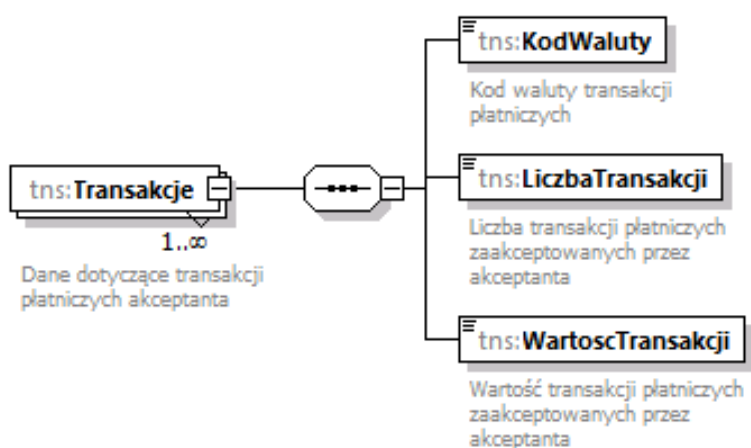 tns:KodWaluty
Kod waluty transakcji
płatniczych
tns:Transakcje
1..∞
Dane dotyczące transakcji
płatniczych akceptanta
tns:LiczbaTransakcji
Liczba transakcji płatniczych
zaakceptowanych przez
akceptanta
tns:WartoscTransakcji
Wartość transakcji płatniczych
zaakceptowanych przez
akceptanta